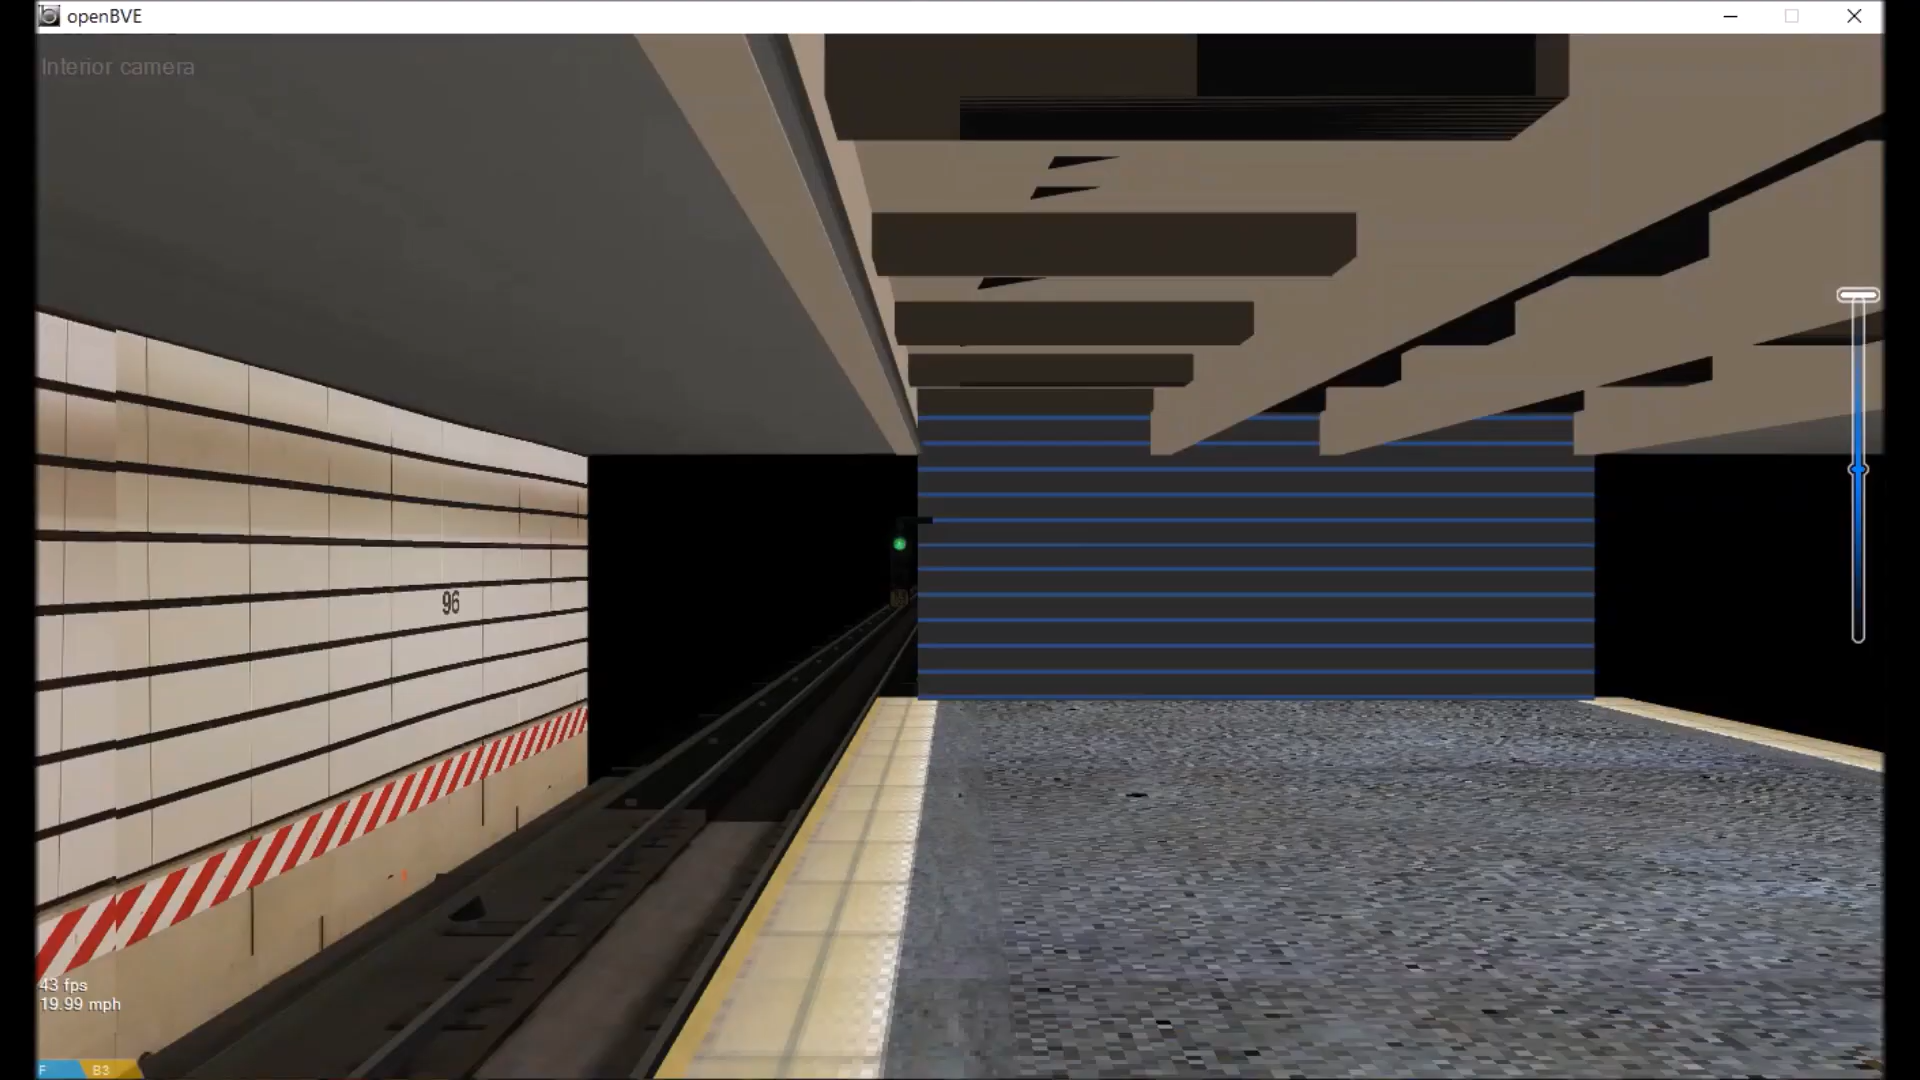 openBVE
Interior camera
96
43 fps
19.99 mph
F B3